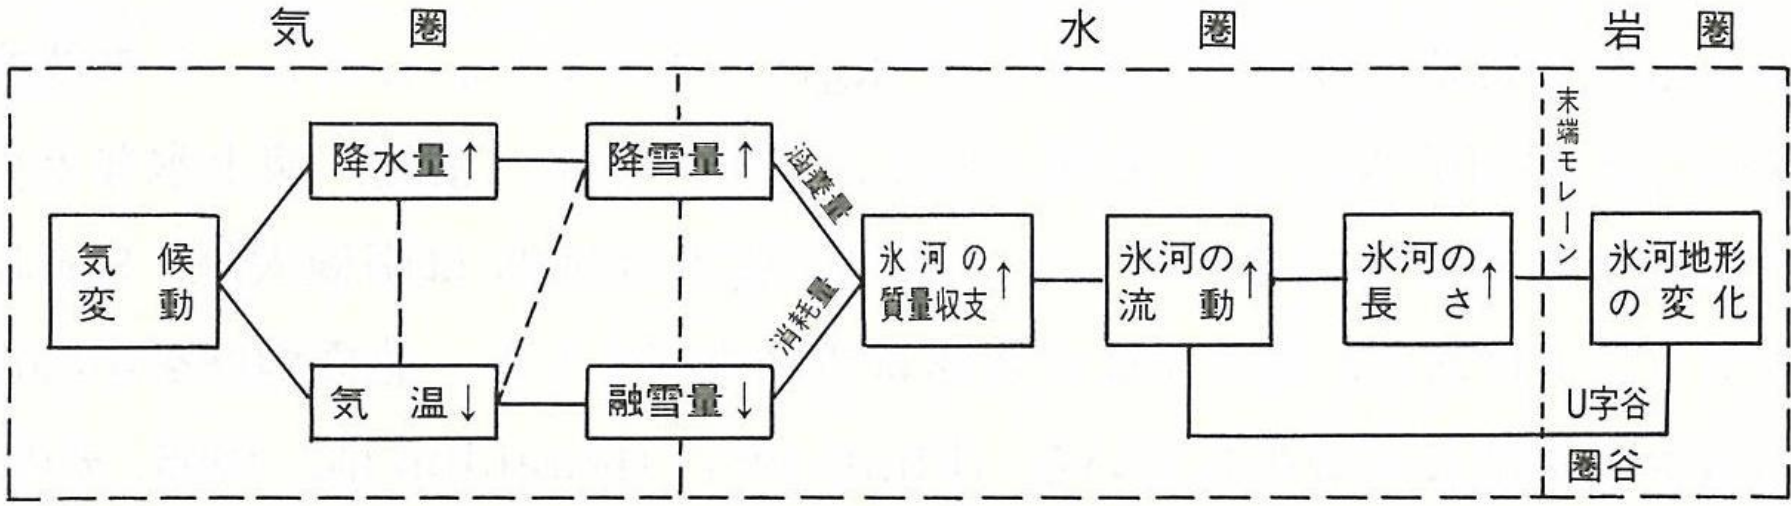 気圏
水圏
岩圏
気候
変動
降水量↑
気温↓
降雪量↑
融雪量↓
涵養量
消耗量
氷河の
質量収支↑
氷河の
流動↑
氷河の
長さ↑
末端モレーン
氷河地形
の変化
U字谷
圏谷